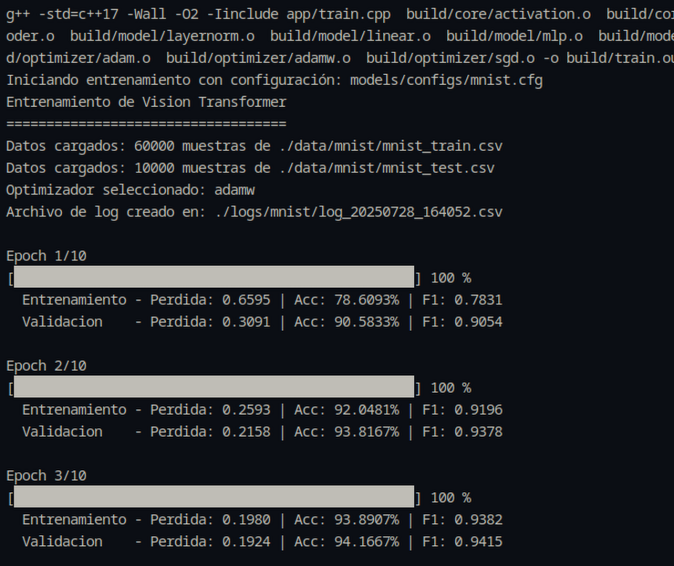 g++ -std=c++17 -Wall -O2 -Iinclude app/train.cpp  build/core/activation.o  build/co
oder.o  build/model/layernorm.o  build/model/linear.o  build/model/mlp.o  build/mode
d/optimizer/adam.o  build/optimizer/adamw.o  build/optimizer/sgd.o -o build/train.ou
Iniciando entrenamiento con configuración: models/configs/mnist.cfg
Entrenamiento de Vision Transformer
===================================
Datos cargados: 60000 muestras de ./data/mnist/mnist_train.csv
Datos cargados: 10000 muestras de ./data/mnist/mnist_test.csv
Optimizador seleccionado: adamw
Archivo de log creado en: ./logs/mnist/log_20250728_164052.csv
Epoch 1/10
[] 100 %
Entrenamiento - Perdida: 0.6595 | Acc: 78.6093% | F1: 0.7831
Validacion    - Perdida: 0.3091 | Acc: 90.5833% | F1: 0.9054
Epoch 2/10
[] 100 %
Entrenamiento - Perdida: 0.2593 | Acc: 92.0481% | F1: 0.9196
Validacion    - Perdida: 0.2158 | Acc: 93.8167% | F1: 0.9378
Epoch 3/10
[] 100 %
Entrenamiento - Perdida: 0.1980 | Acc: 93.8907% | F1: 0.9382
Validacion    - Perdida: 0.1924 | Acc: 94.1667% | F1: 0.9415